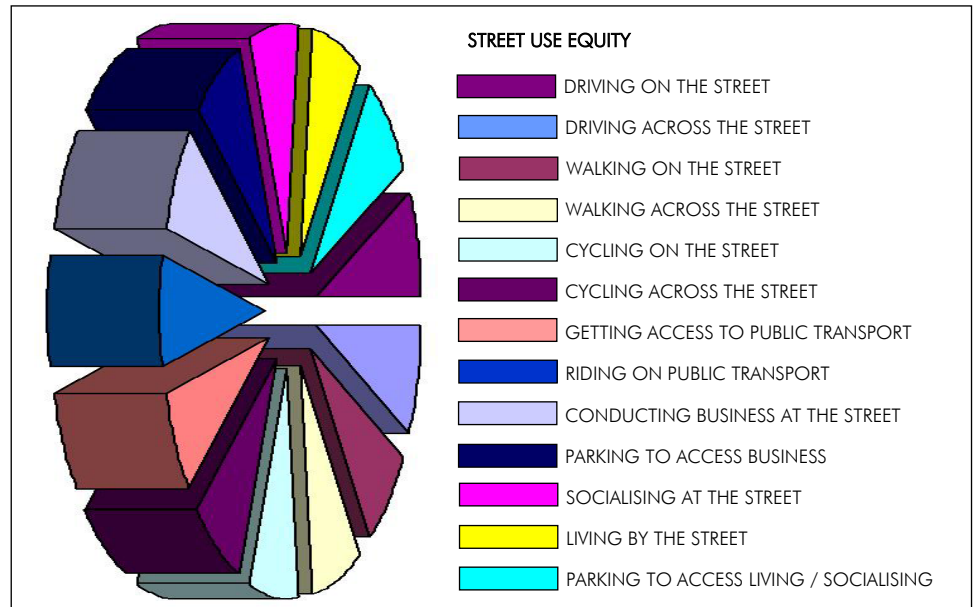 STREET USE EQUITY
DRIVING ON THE STREET
DRIVING ACROSS THE STREET
WALKING ON THE STREET
WALKING ACROSS THE STREET
CYCLING ON THE STREET
CYCLING ACROSS THE STREET
GETTING ACCESS TO PUBLIC TRANSPORT
RIDING ON PUBLIC TRANSPORT
CONDUCTING BUSINESS AT THE STREET
PARKING TO ACCESS BUSINESS
SOCIALISING AT THE STREET
LIVING BY THE STREET
PARKING TO ACCESS LIVING / SOCIALISING